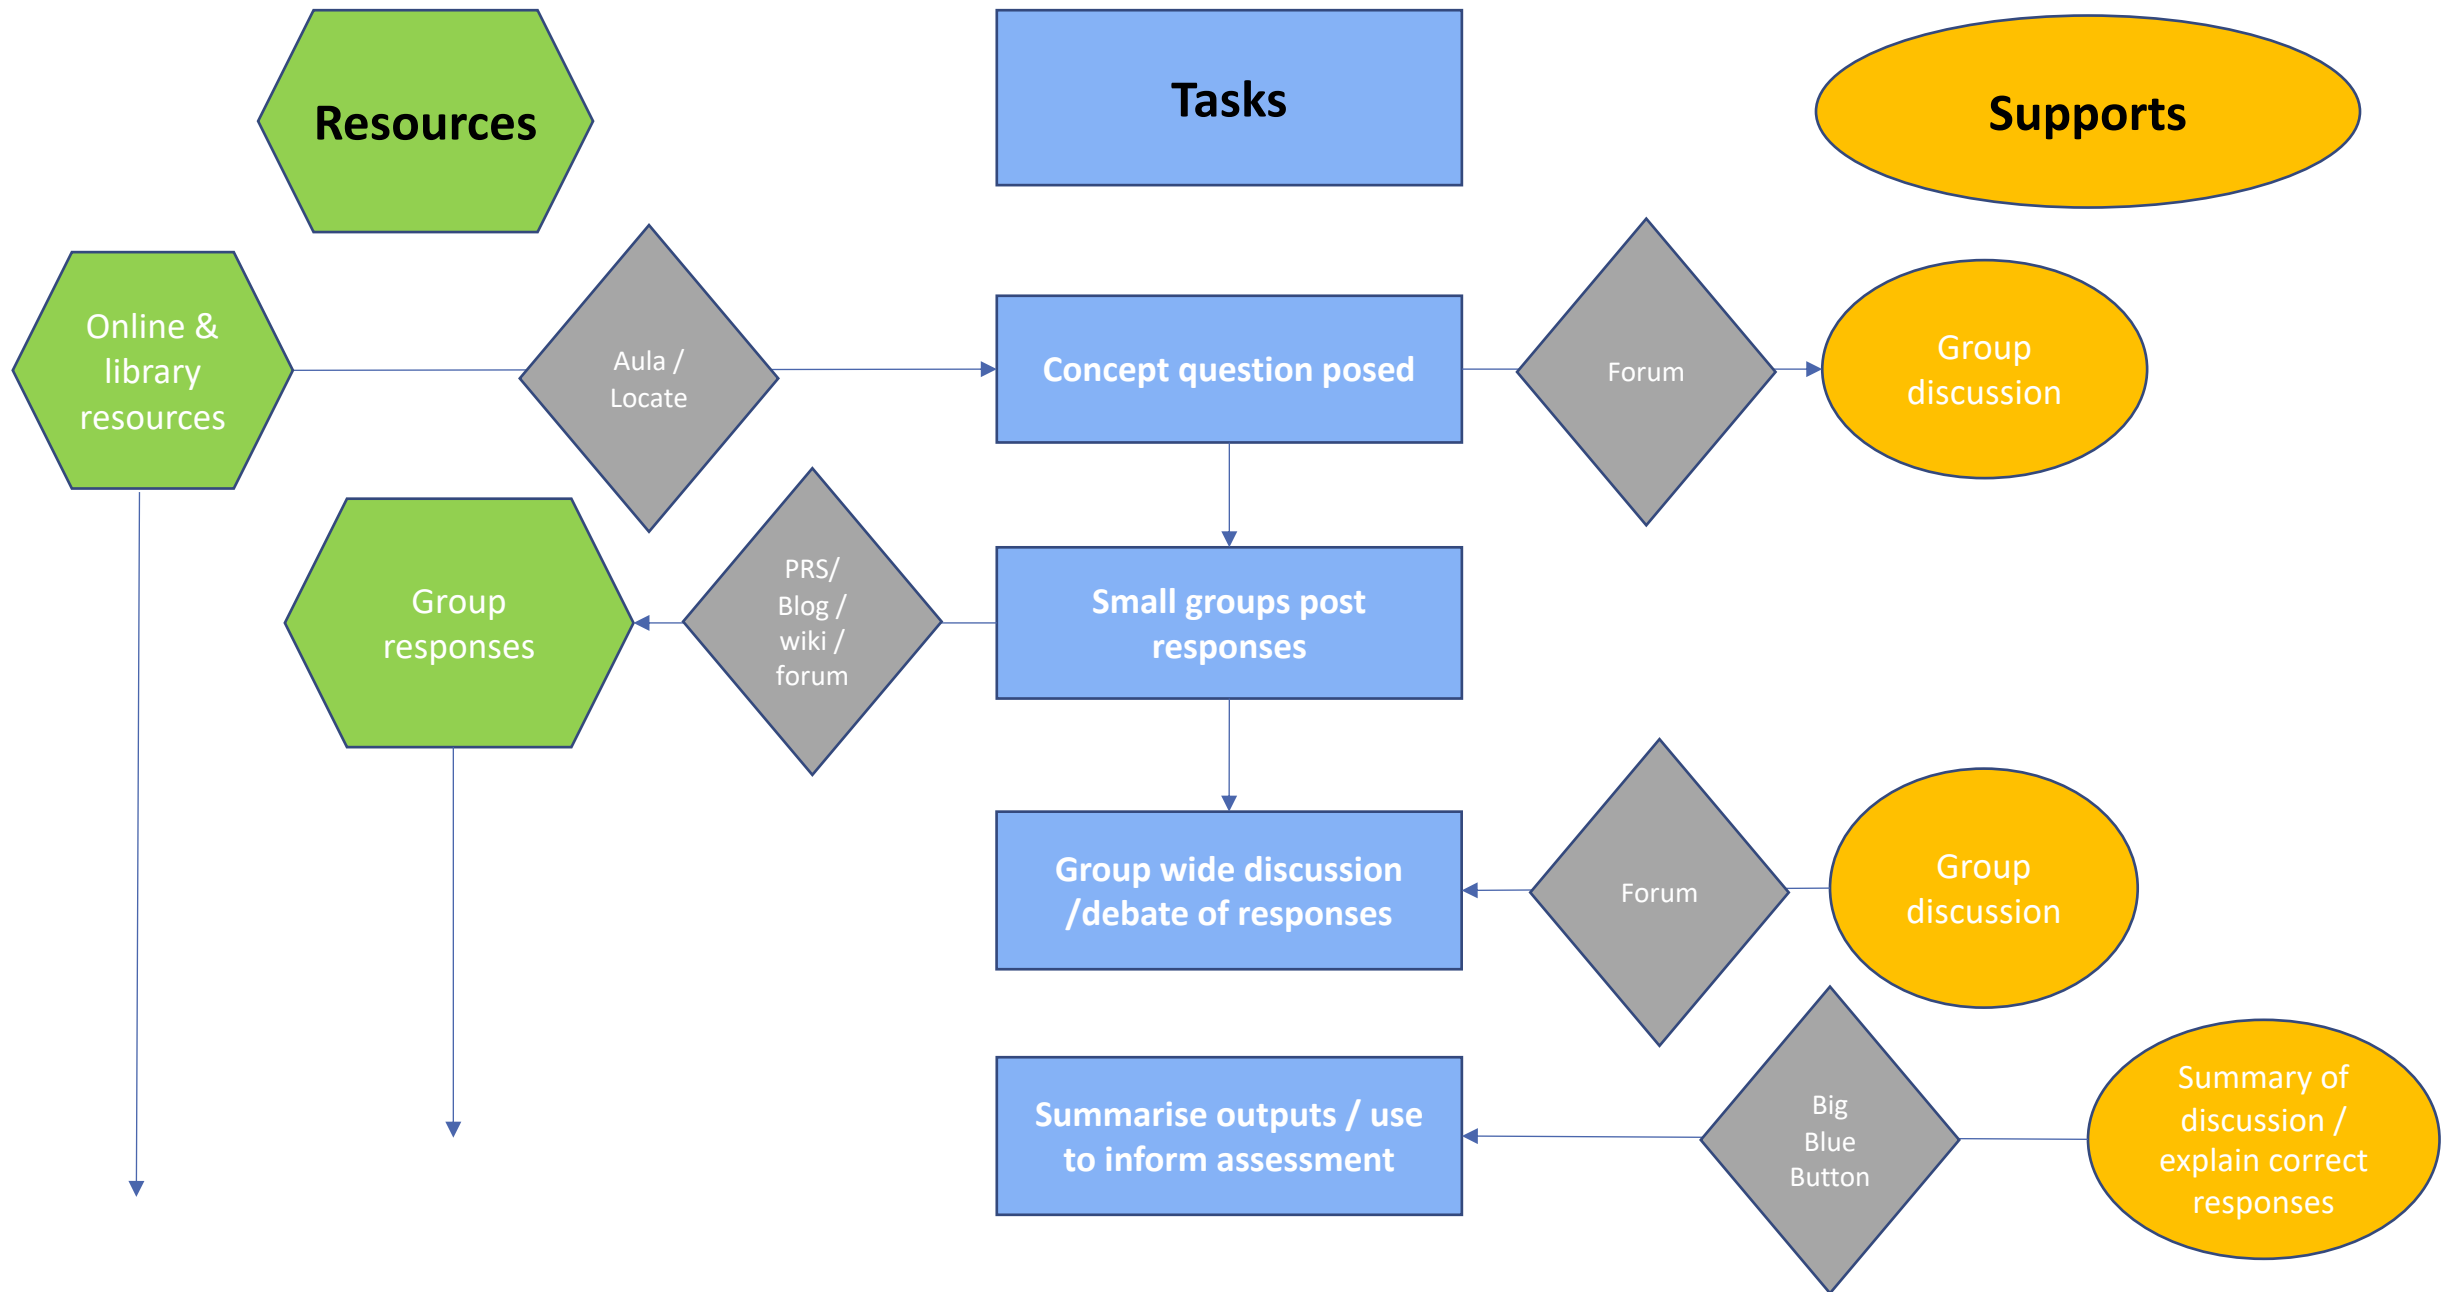 Resources
Tasks
Supports
Online &
library
resources
Aula /
Locate
Concept question posed
Forum
Group
discussion
Group
responses
PRS/
Blog /
wiki /
forum
Small groups post
responses
Group wide discussion
/debate of responses
Forum
Group
discussion
Summarise outputs / use
to inform assessment
Big
Blue
Button
Summary of
discussion /
explain correct
responses